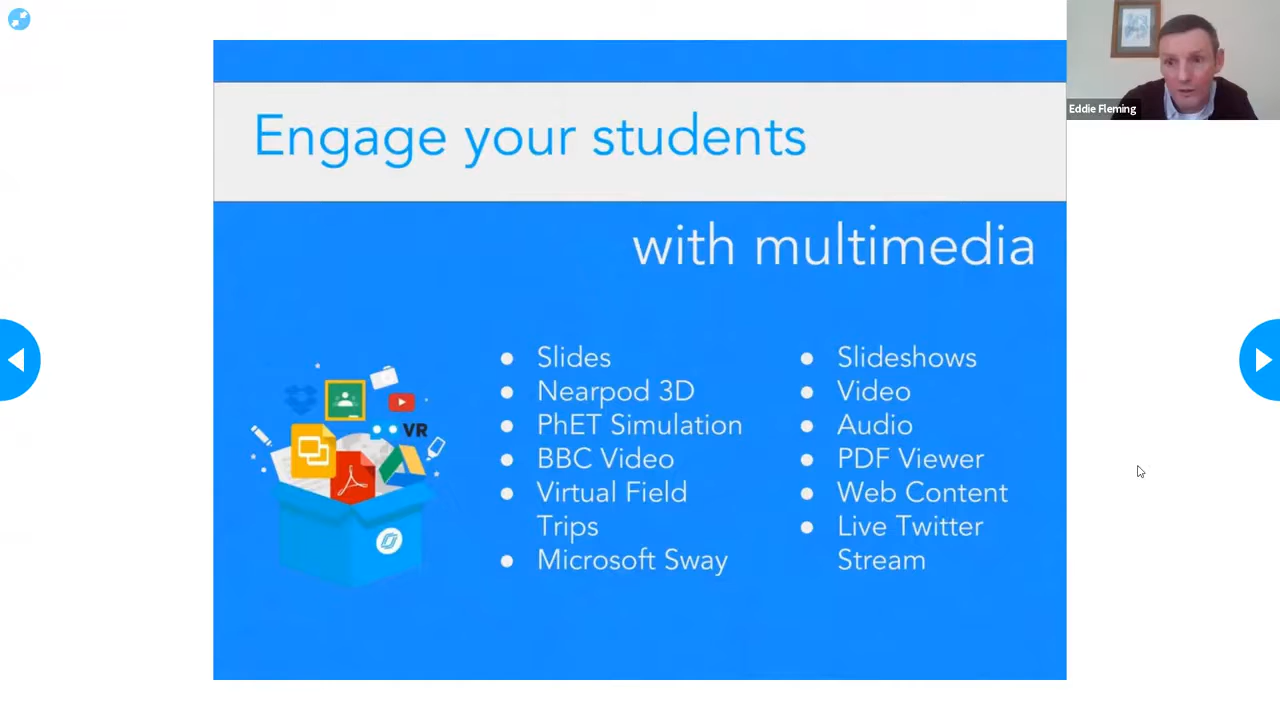 Eddie Fleming
Engage your students
with multimedia
VR
Slides
Nearpod 3D
PhET Simulation
BBC Video
Virtual Field
Trips
Microsoft Sway
Slideshows
Video
Audio
PDF Viewer
Web Content
Live Twitter
Stream